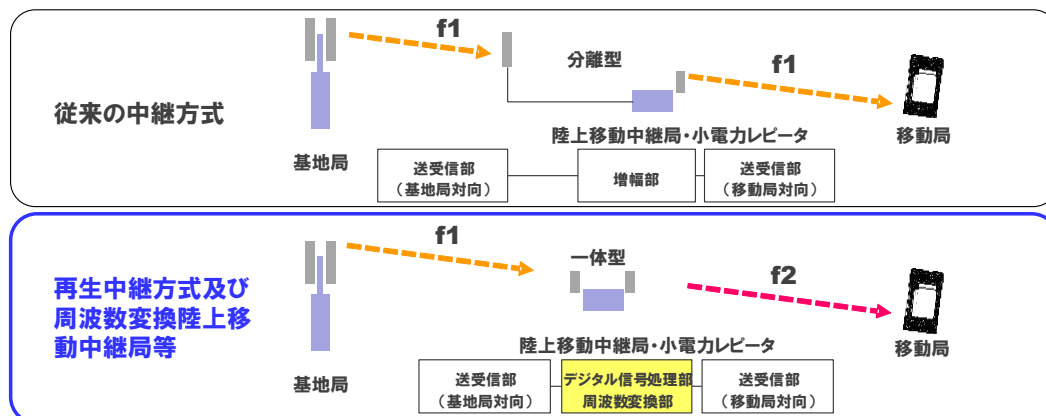 f1
分離型
f1
従来の中継方式
陸上移動中継局・小電力レピータ
移動局
基地局
送受信部
(基地局対向)
増幅部
送受信部
(移動局対向)
f1
一体型
f2
再生中継方式及び
周波数変換陸上移
動中継局等
陸上移動中継局・小電力レピータ
移動局
基地局
送受信部
(基地局対向)
デジタル信号処理部
周波数変換部
送受信部
(移動局対向)